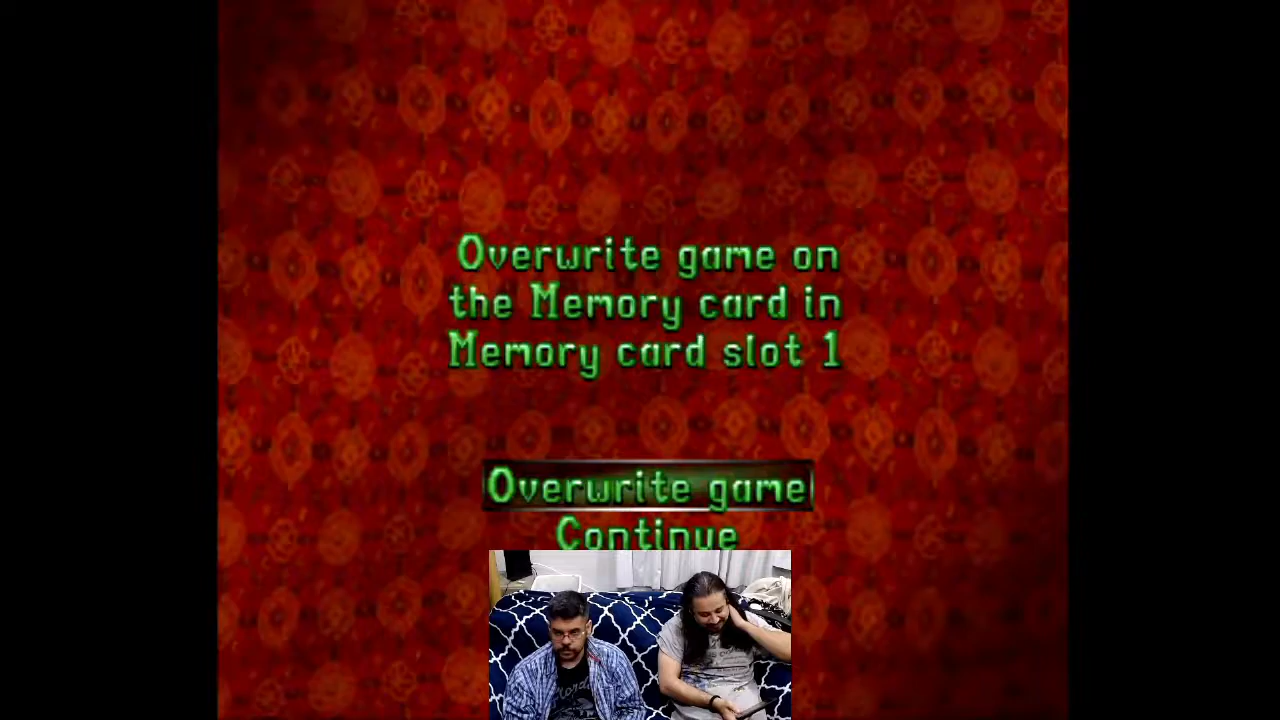 Overwrite game on
the Memory card in
Memory card slot 1
Overwrite game
Continue